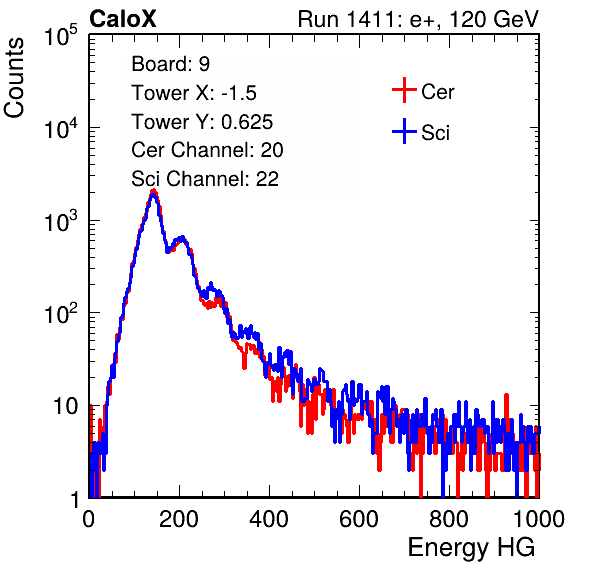 CaloX Run 1411: e+, 120 GeV
Counts
Board: 9
Tower X: -1.5
Tower Y: 0.625
Cer Channel: 20
Sci Channel: 22
Cer
Sci
10^5
10^4
10^3
10^2
10
1
0 200 400 600 800 1000
Energy HG